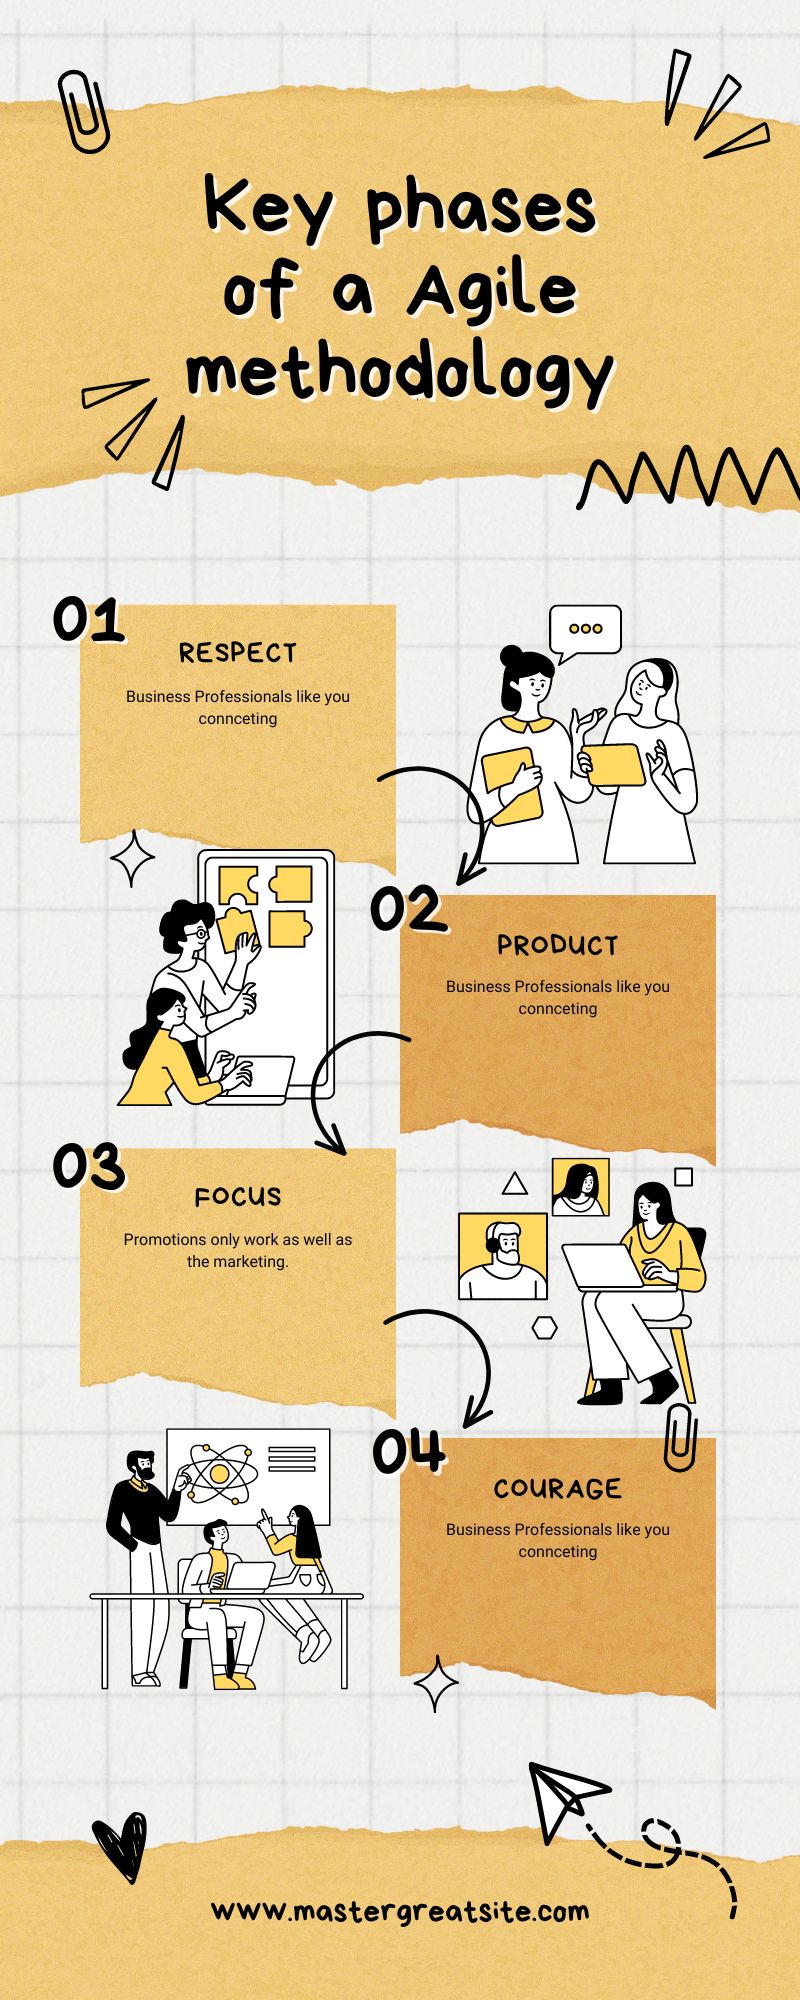 Key phases
of a Agile
methodology
01
RESPECT
Business Professionals like you
connceting
02
PRODUCT
Business Professionals like you
connceting
03
FOCUS
Promotions only work as well as
the marketing.
04
COURAGE
Business Professionals like you
connceting
www.mastergreatsite.com